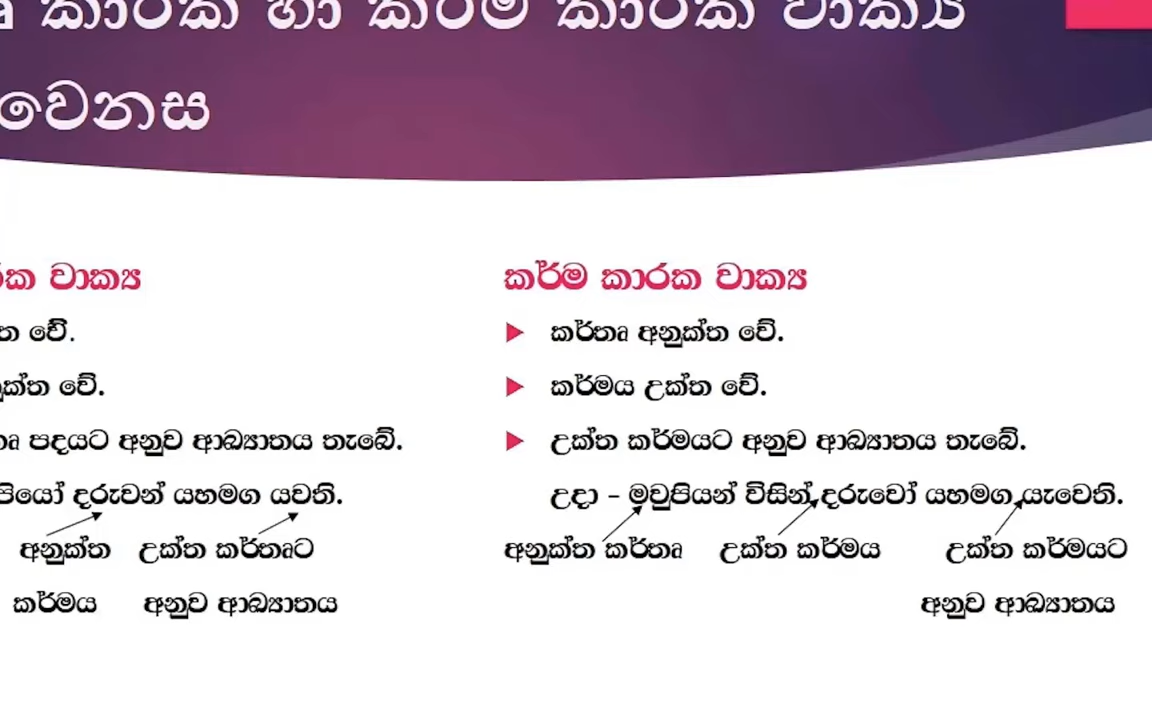 කාරක හා කර්ම කාරක වාක්‍ය
වෙනස
වාක්‍ය
වේ.
වේ.
පදයට අනුව ආඛ්‍යාතය තැබේ.
දරුවන් යහමග යවති.
අනුක්ත උක්ත කර්තෘට
කර්මය අනුව ආඛ්‍යාතය
කර්ම කාරක වාක්‍ය
කර්තෘ අනුක්ත වේ.
කර්මය උක්ත වේ.
උක්ත කර්මයට අනුව ආඛ්‍යාතය තැබේ.
උදා – මවුපියන් විසින් දරුවෝ යහමග යැවෙති.
අනුක්ත කර්තෘ උක්ත කර්මය උක්ත කර්මයට
අනුව ආඛ්‍යාතය